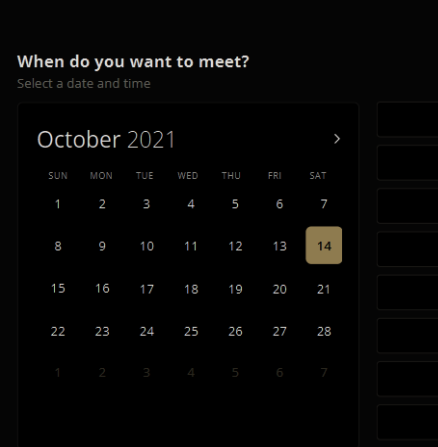 When do you want to meet?
Select a date and time
October 2021
SUN MON TUE WED THU FRI SAT
1 2 3 4 5 6 7
8 9 10 11 12 13 14
15 16 17 18 19 20 21
22 23 24 25 26 27 28
1 2 3 4 5 6 7